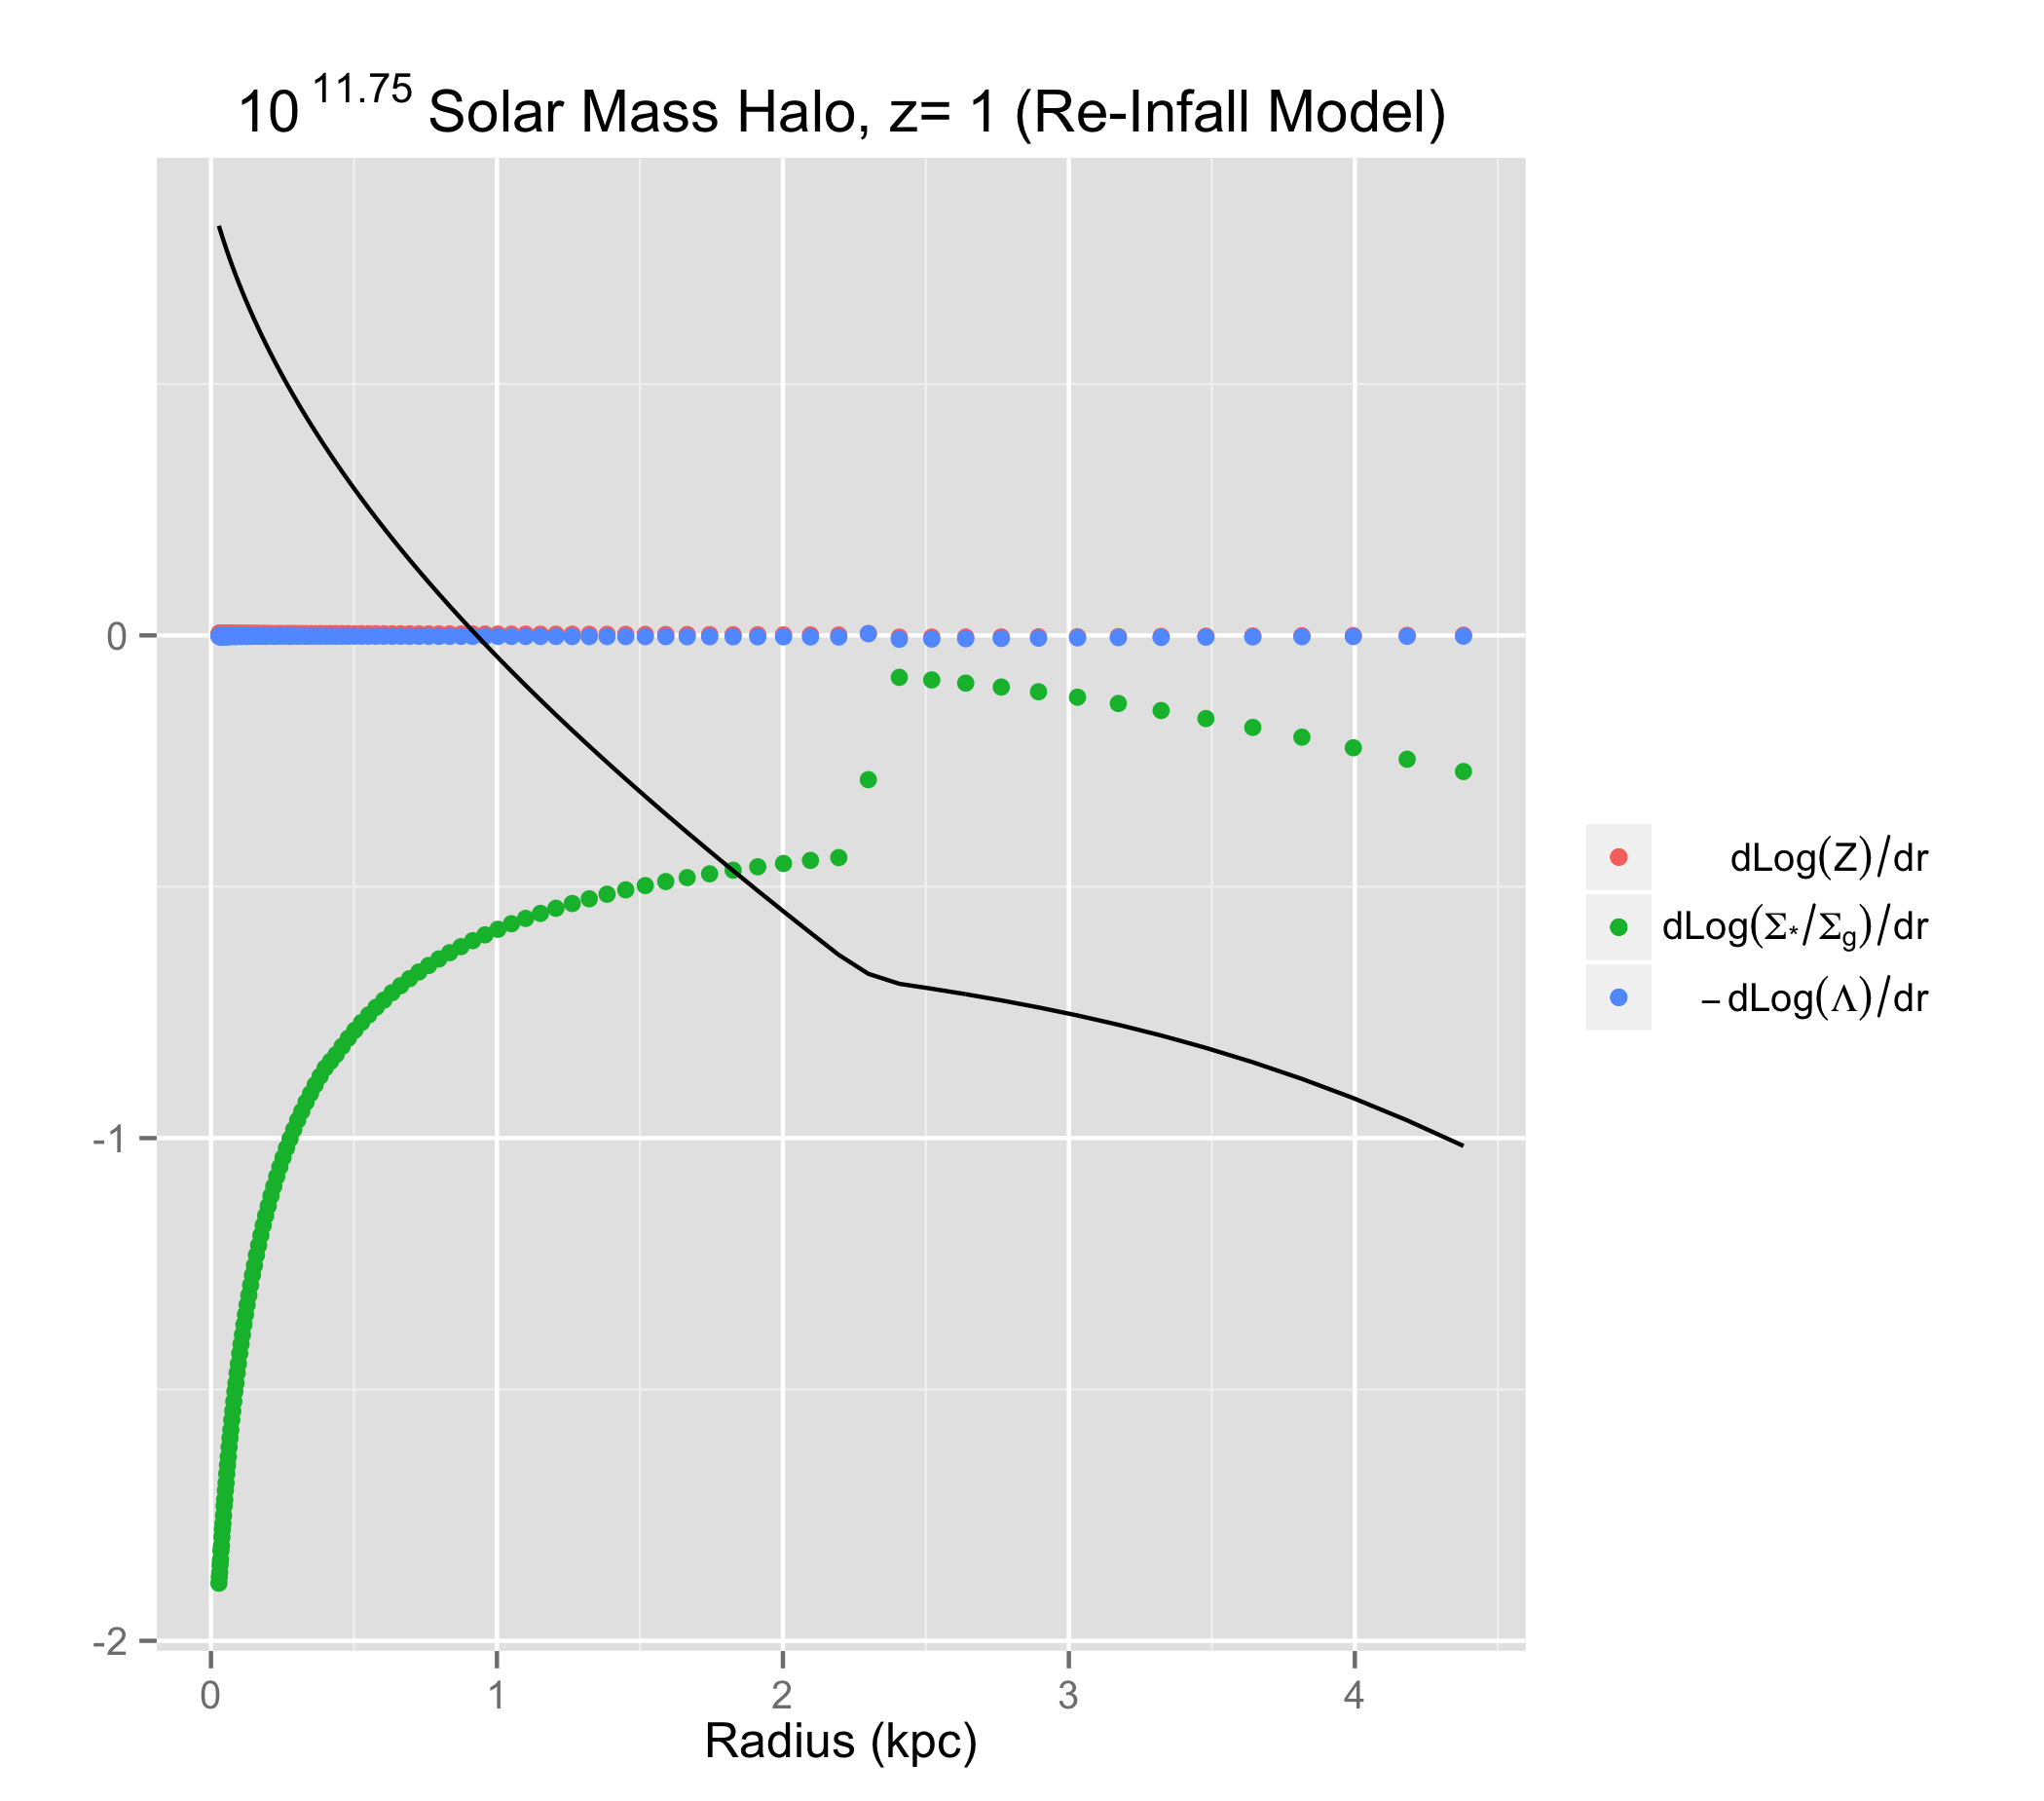 10 11.75 Solar Mass Halo, z= 1 (Re-Infall Model)
0
-1
-2
0 1 2 3 4
Radius (kpc)
dLog(Z)/dr
dLog(Σ*/Σg)/dr
−dLog(Λ)/dr